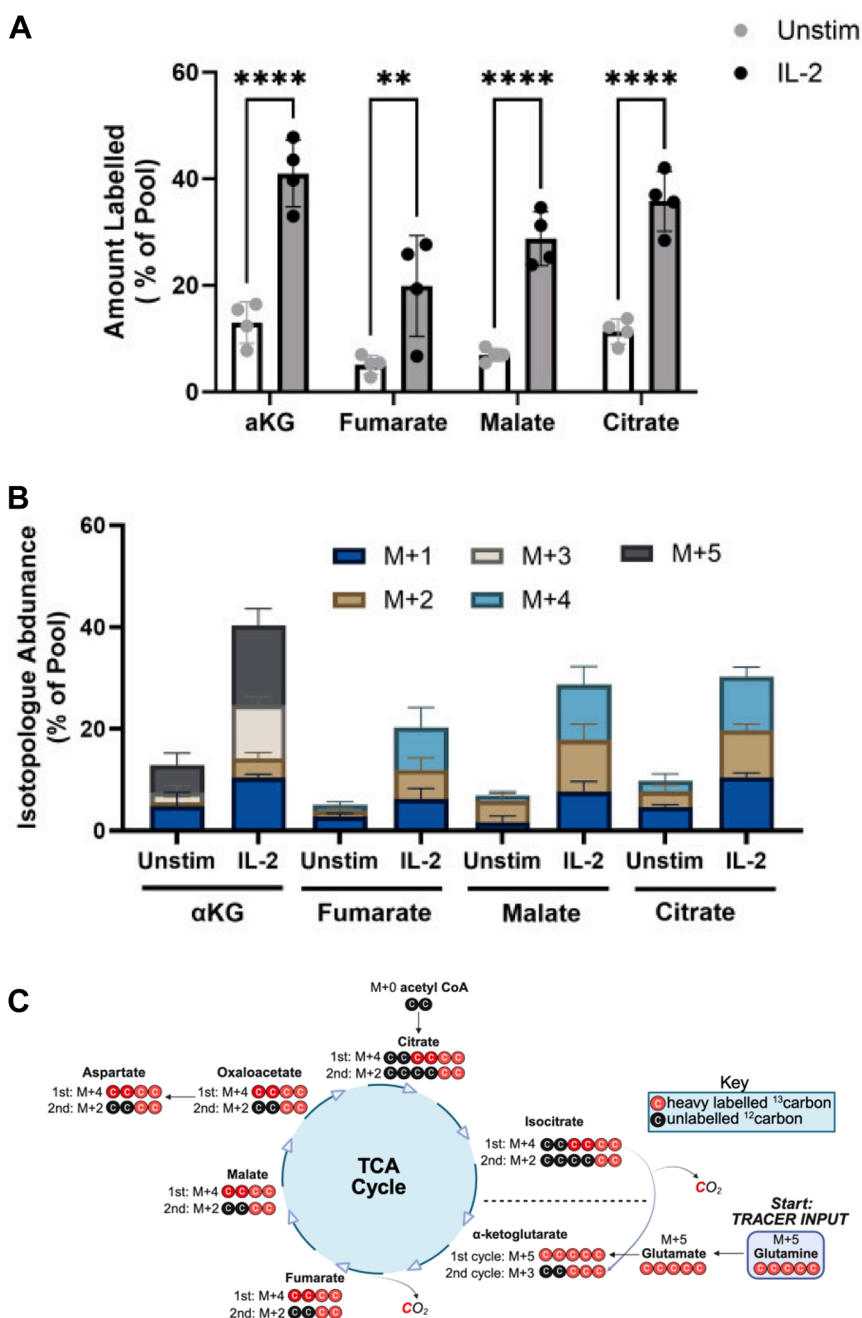 A
Unstim
IL-2
Amount Labelled
( % of Pool)
60
40
20
0
****
**
****
****
aKG
Fumarate
Malate
Citrate
B
Isotopologue Abdunance
(% of Pool)
60
40
20
0
M+1
M+3
M+5
M+2
M+4
Unstim IL-2 Unstim IL-2 Unstim IL-2 Unstim IL-2
αKG Fumarate Malate Citrate
C
M+0 acetyl CoA
C C
Citrate
1st: M+4 C C C C C C
2nd: M+2 C C C C C C
Aspartate
1st: M+4 C C C C
2nd: M+2 C C C C
Oxaloacetate
1st: M+4 C C C C
2nd: M+2 C C C C
Key
C heavy labelled ¹³carbon
C unlabelled ¹²carbon
Isocitrate
1st: M+4 C C C C C C
2nd: M+2 C C C C C C
TCA
Cycle
Malate
1st: M+4 C C C C
2nd: M+2 C C C C
CO₂
Start:
TRACER INPUT
α-ketoglutarate
1st cycle: M+5 C C C C C
2nd cycle: M+3 C C C C C
M+5
Glutamate
C C C C C
M+5
Glutamine
C C C C C
Fumarate
1st: M+4 C C C C
2nd: M+2 C C C C
CO₂